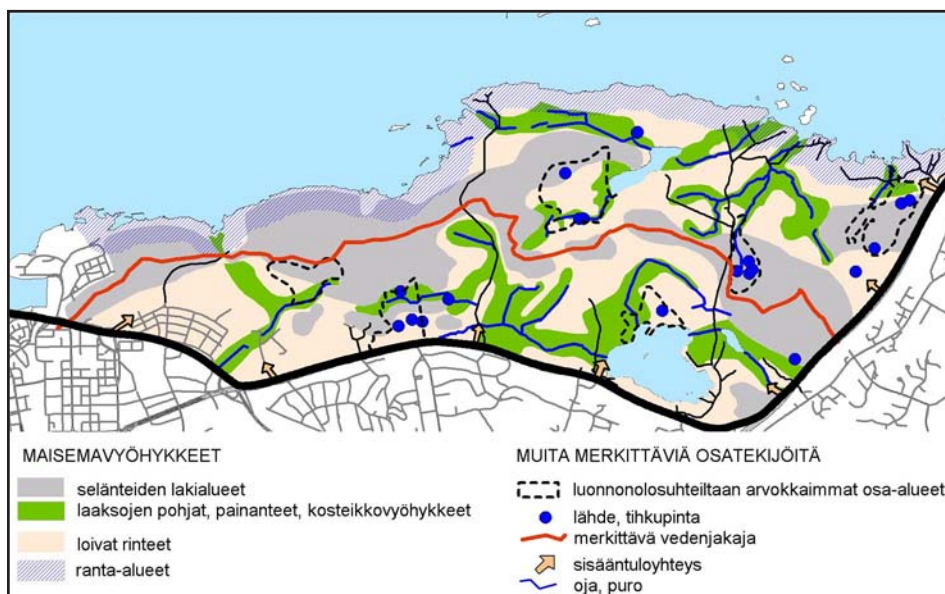 MAISEMAVYÖHYKKEET
selänteiden lakialueet
laaksojen pohjat, painanteet, kosteikkovyöhykkeet
loivat rinteet
ranta-alueet
MUITA MERKITTÄVIÄ OSATEKIJÖITÄ
luonnonolosuhteiltaan arvokkaimmat osa-alueet
lähde, tihkupinta
merkittävä vedenjakaja
sisääntuloyhteys
oja, puro